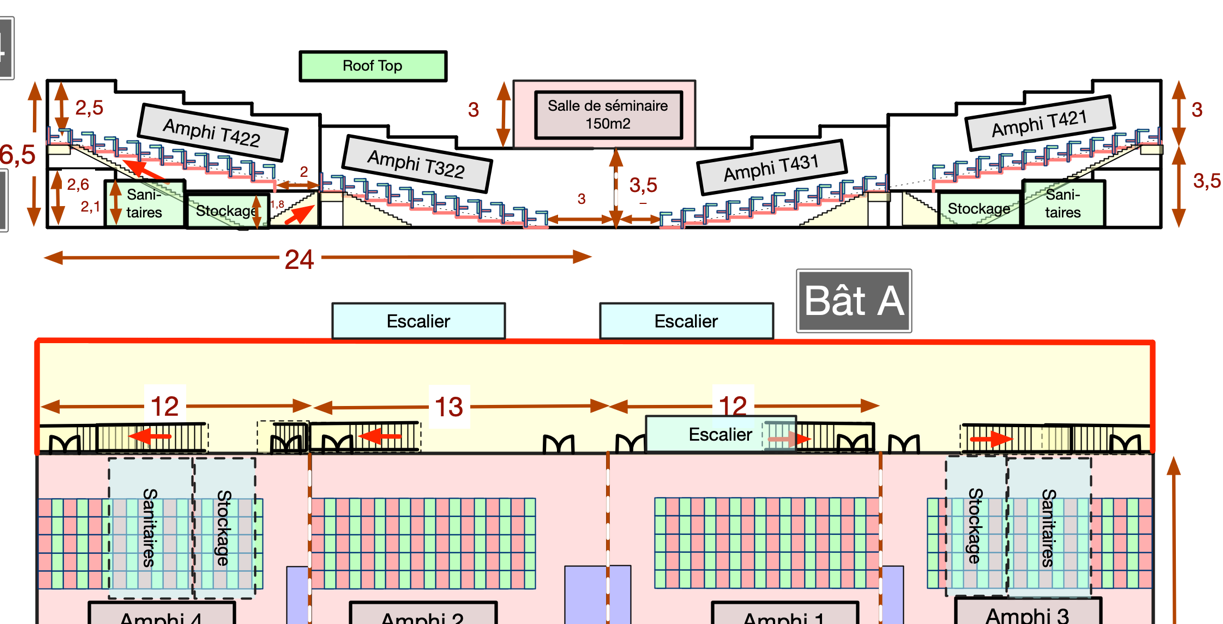 4
Roof Top
Salle de séminaire
150m2
3
3
2,5
6,5
Amphi T422
Amphi T322
Amphi T431
Amphi T421
2,6
2,1
Sani-
taires
Stockage
1,8
2
3
3,5
3
Stockage
Sani-
taires
3,5
24
Bât A
Escalier
Escalier
12
13
12
Escalier
Sanitaires
Stockage
Stockage
Sanitaires
Amphi 4
Amphi 2
Amphi 1
Amphi 3